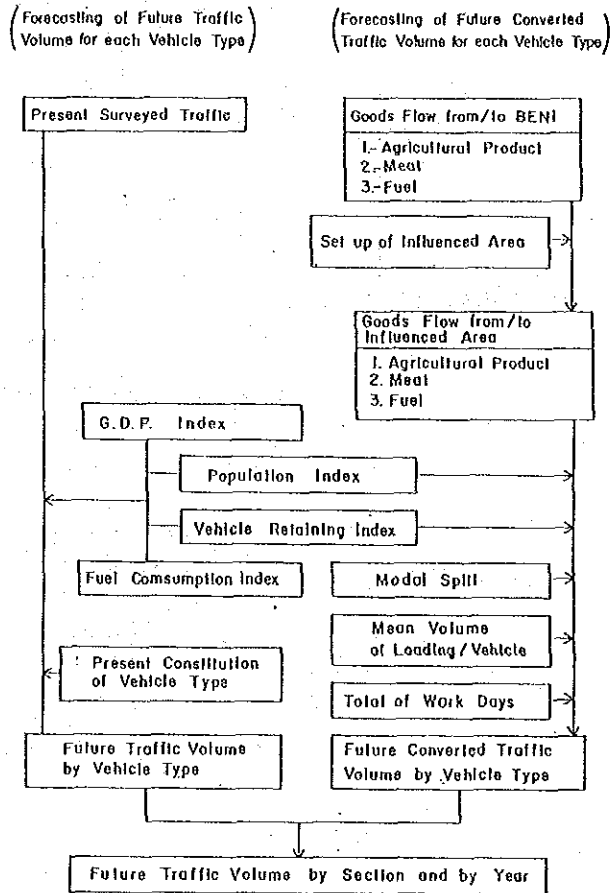 (Forecasting of Future Traffic
Volume for each Vehicle Type)
(Forecasting of Future Converted
Traffic Volume for each Vehicle Type)
Present Surveyed Traffic
Goods Flow from/to BENI
1.-Agricultural Product
2.-Meat
3.-Fuel
Set up of Influenced Area
Goods Flow from/to
Influenced Area
1. Agricultural Product
2. Meat
3. Fuel
G.D.P. Index
Population Index
Vehicle Retaining Index
Fuel Comsumption Index
Modal Split
Mean Volume
of Loading/Vehicle
Present Constitution
of Vehicle Type
Total of Work Days
Future Traffic Volume
by Vehicle Type
Future Converted Traffic
Volume by Vehicle Type
Future Traffic Volume by Section and by Year